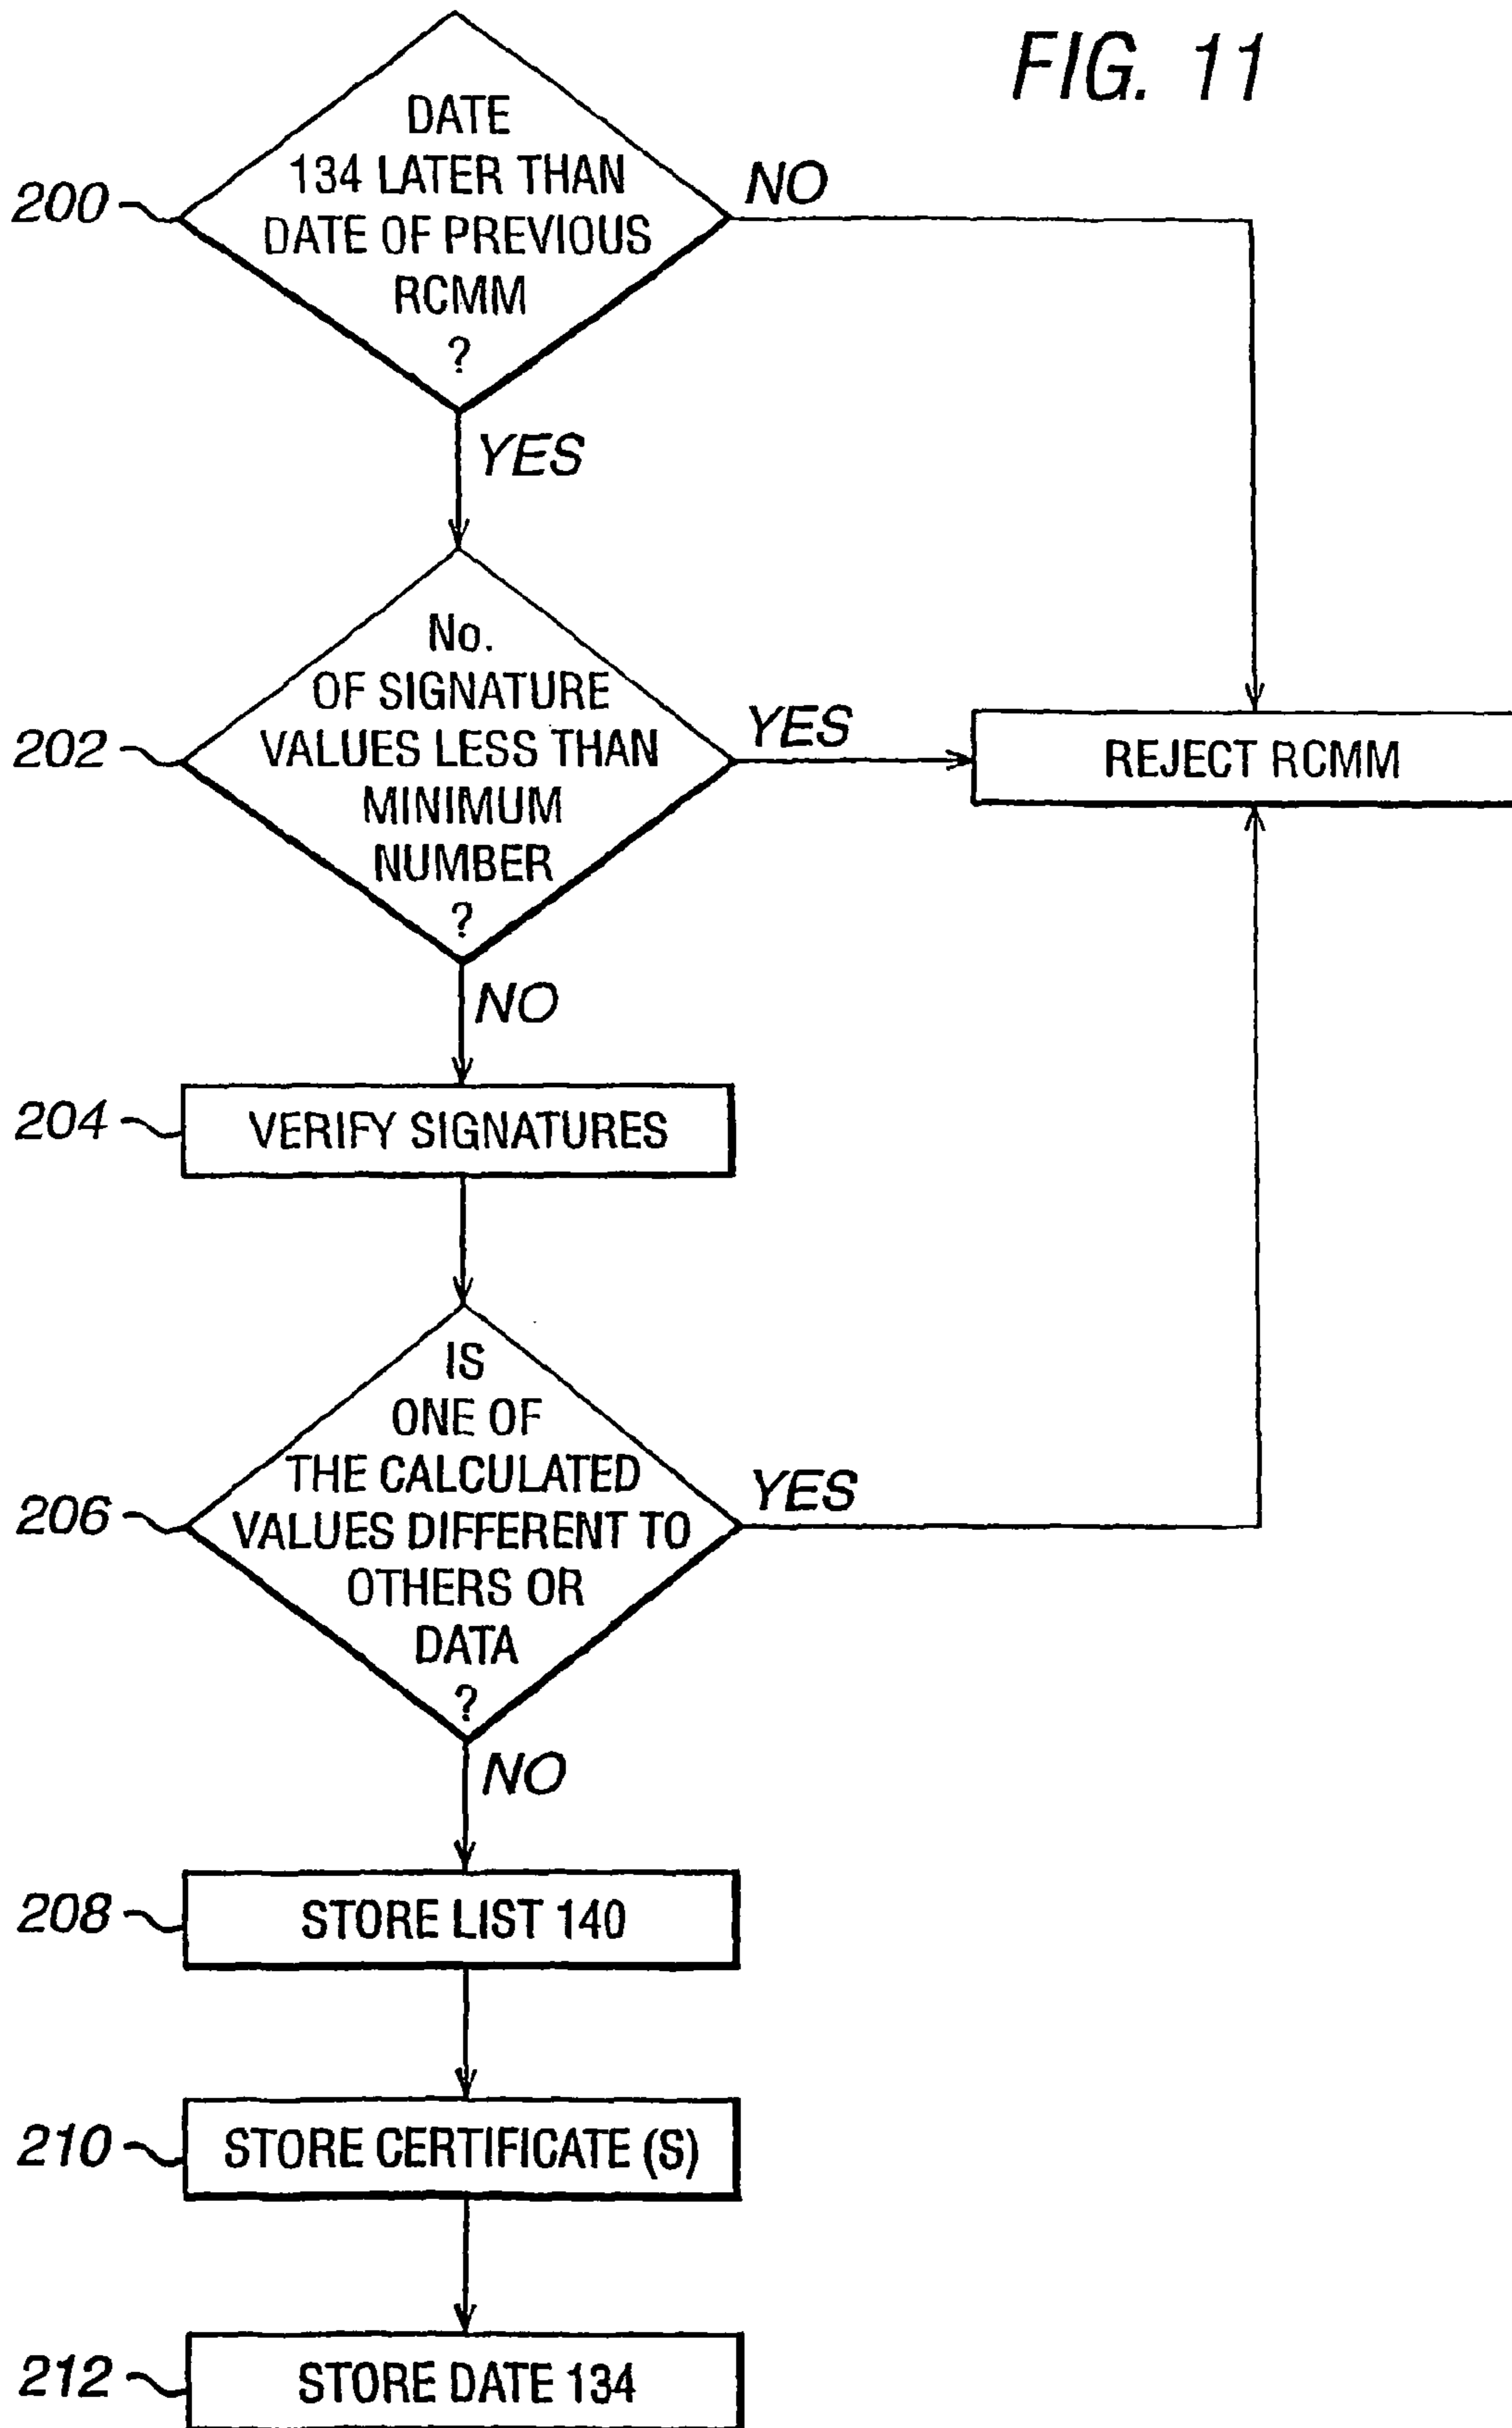 FIG. 11
DATE
134 LATER THAN
DATE OF PREVIOUS
RCMM
?
200
NO
YES
No.
OF SIGNATURE
VALUES LESS THAN
MINIMUM
NUMBER
?
202
YES
REJECT RCMM
NO
204
VERIFY SIGNATURES
IS
ONE OF
THE CALCULATED
VALUES DIFFERENT TO
OTHERS OR
DATA
?
206
YES
NO
208
STORE LIST 140
210
STORE CERTIFICATE (S)
212
STORE DATE 134